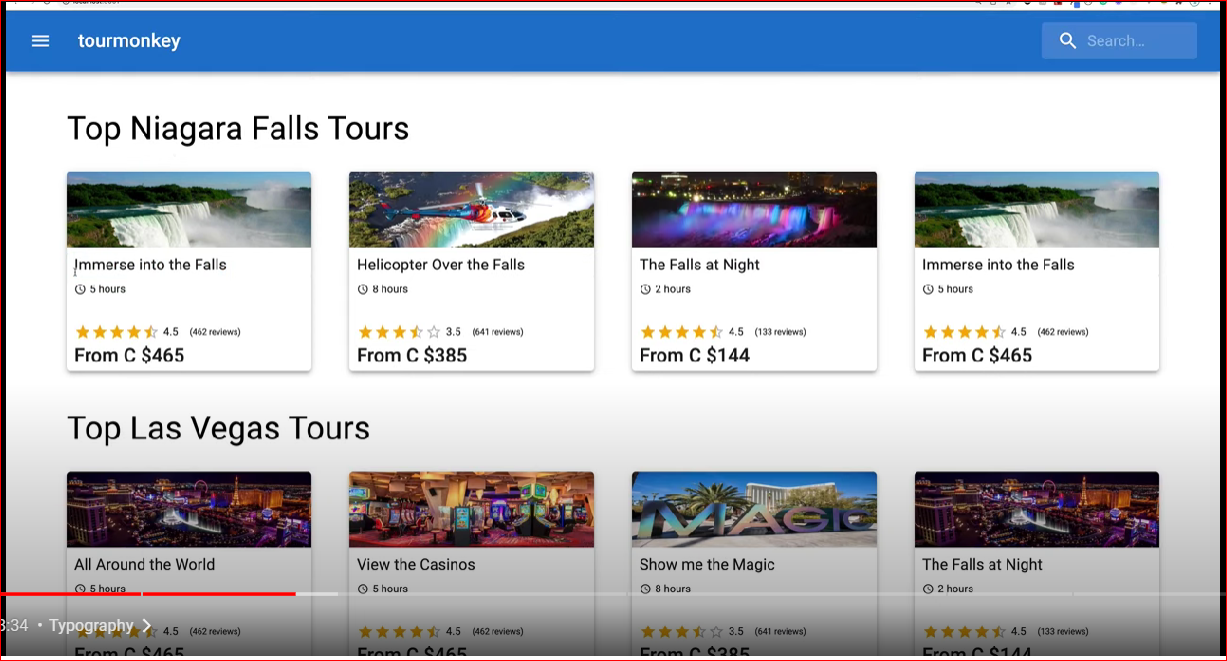 tourmonkey
Search…
Top Niagara Falls Tours
Immerse into the Falls
5 hours
4.5 (462 reviews)
From C $465
Helicopter Over the Falls
8 hours
3.5 (641 reviews)
From C $385
The Falls at Night
2 hours
4.5 (133 reviews)
From C $144
Immerse into the Falls
5 hours
4.5 (462 reviews)
From C $465
Top Las Vegas Tours
MAGIC
All Around the World
5 hours
4.5 (462 reviews)
From C $465
View the Casinos
5 hours
4.5 (462 reviews)
From C $465
Show me the Magic
8 hours
3.5 (641 reviews)
From C $385
The Falls at Night
2 hours
4.5 (133 reviews)
From C $144
:34 • Typography